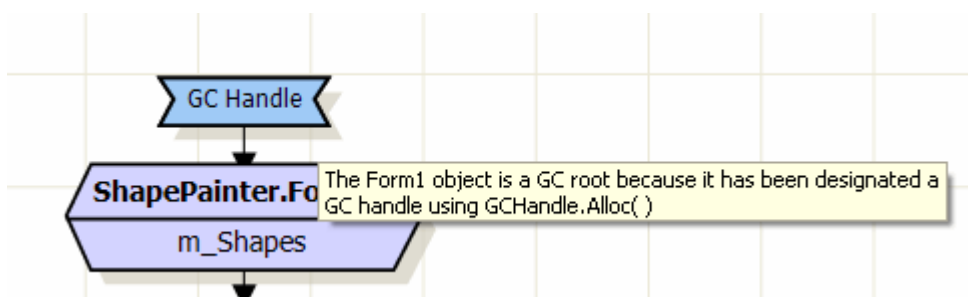 GC Handle
ShapePainter.Fo
The Form1 object is a GC root because it has been designated a
GC handle using GCHandle.Alloc( )
m_Shapes